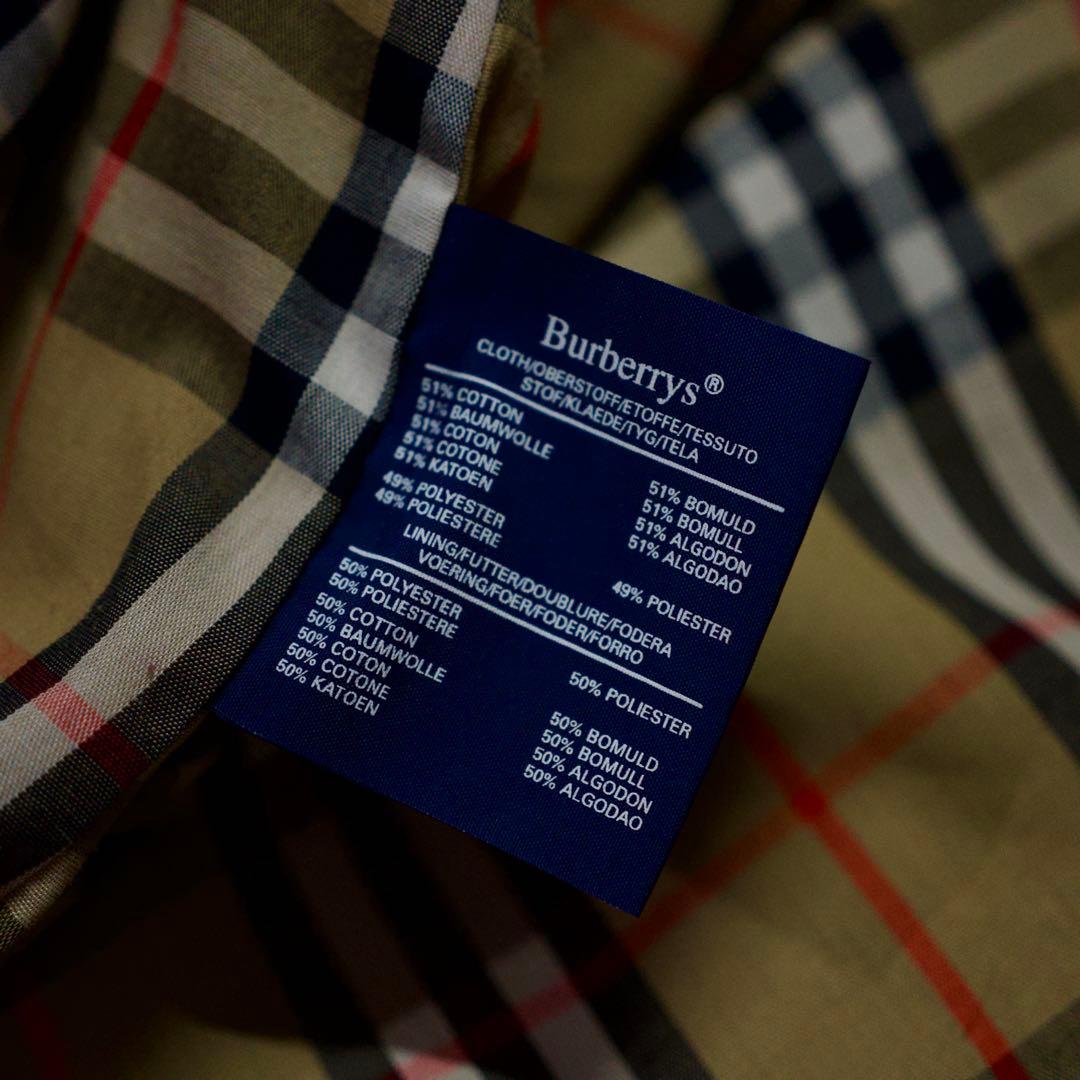 Burberrys®
CLOTH/OBERSTOFF/ETOFFE/TESSUTO
STOF/KLAEDE/TYG/TELA
51% COTTON
51% BAUMWOLLE
51% COTON
51% COTONE
51% KATOEN
51% BOMULD
51% BOMULL
51% ALGODON
51% ALGODAO
49% POLYESTER
49% POLIESTERE
49% POLIESTER
LINING/FUTTER/DOUBLURE/FODERA
VOERING/FOER/FODER/FORRO
50% POLYESTER
50% POLIESTERE
50% POLIESTER
50% COTTON
50% BAUMWOLLE
50% COTON
50% COTONE
50% KATOEN
50% BOMULD
50% BOMULL
50% ALGODON
50% ALGODAO